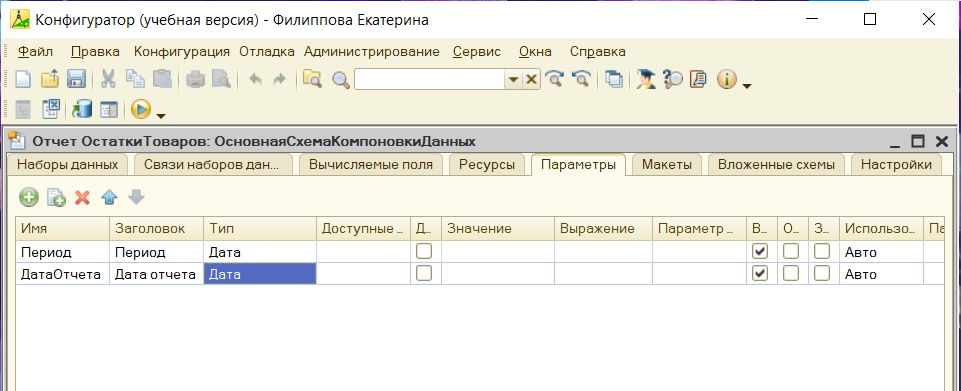 Конфигуратор (учебная версия) - Филиппова Екатерина
Файл Правка Конфигурация Отладка Администрирование Сервис Окна Справка
Отчет ОстаткиТоваров: ОсновнаяСхемаКомпоновкиДанных
Наборы данных Связи наборов дан... Вычисляемые поля Ресурсы Параметры Макеты Вложенные схемы Настройки
Имя Заголовок Тип Доступные ... Д... Значение Выражение Параметр ... В... О... З... Использо... Па
Период Период Дата Авто
ДатаОтчета Дата отчета Дата Авто